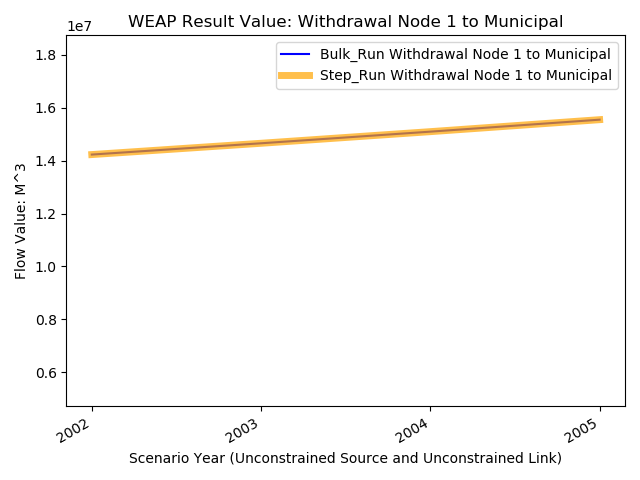 WEAP Result Value: Withdrawal Node 1 to Municipal
1e7
Bulk_Run Withdrawal Node 1 to Municipal
Step_Run Withdrawal Node 1 to Municipal
1.8
1.6
1.4
1.2
1.0
0.8
0.6
Flow Value: M^3
2002
2003
2004
2005
Scenario Year (Unconstrained Source and Unconstrained Link)